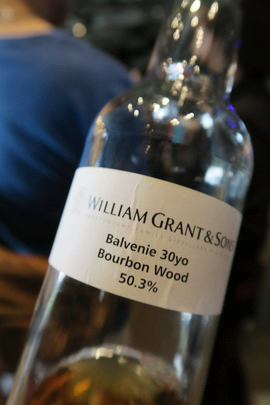 WILLIAM GRANT & SONS
Balvenie 30yo
Bourbon Wood
50.3%